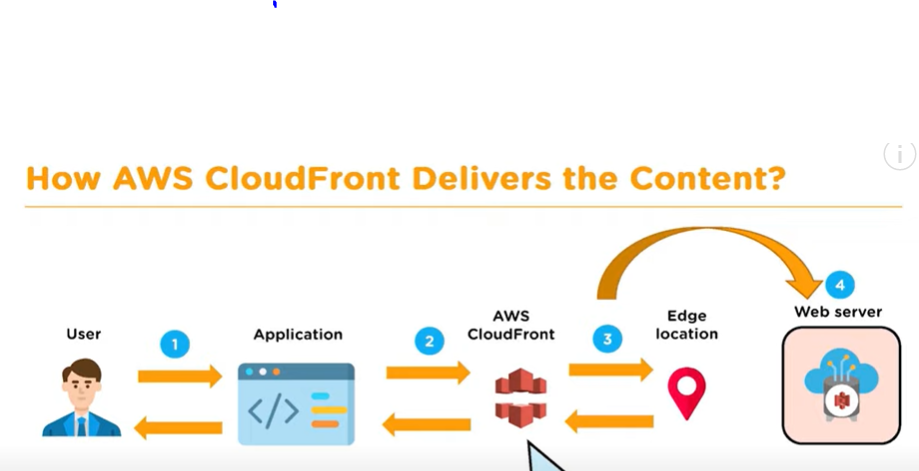 How AWS CloudFront Delivers the Content?
User
1
Application
2
AWS
CloudFront
3
Edge
location
4
Web server